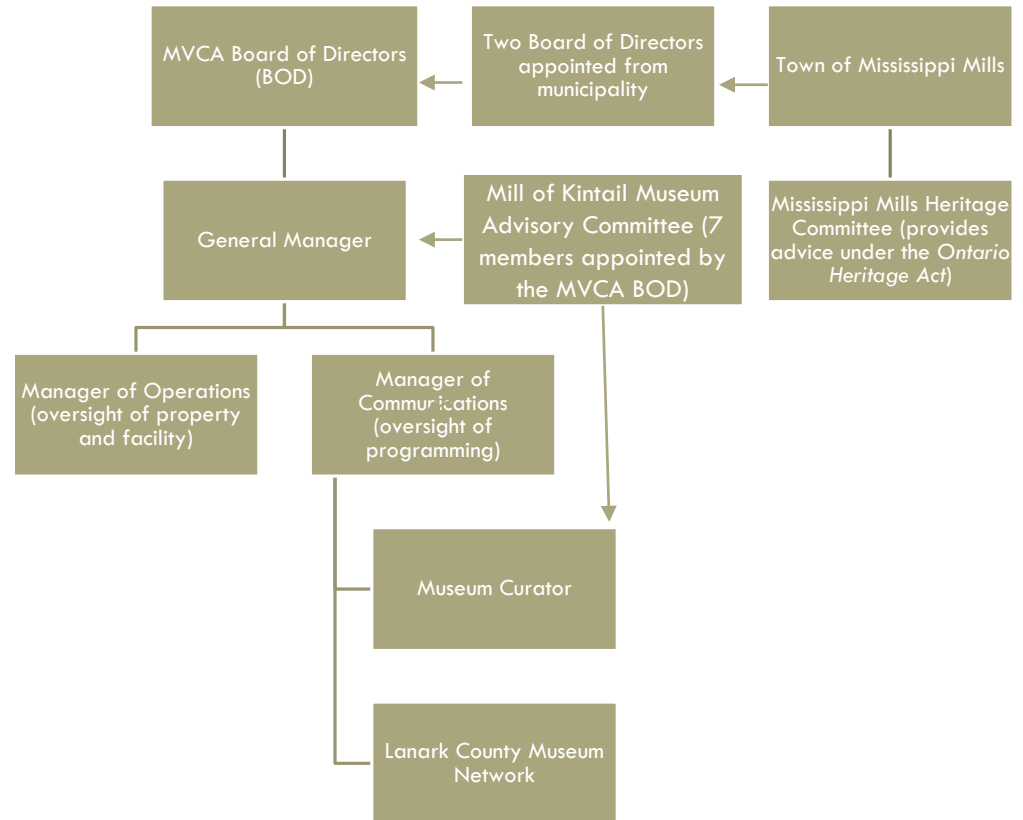 MVCA Board of Directors
(BOD)
Two Board of Directors
appointed from
municipality
Town of Mississippi Mills
General Manager
Mill of Kintail Museum
Advisory Committee (7
members appointed by
the MVCA BOD)
Mississippi Mills Heritage
Committee (provides
advice under the Ontario
Heritage Act)
Manager of Operations
(oversight of property
and facility)
Manager of
Communications
(oversight of
programming)
Museum Curator
Lanark County Museum
Network